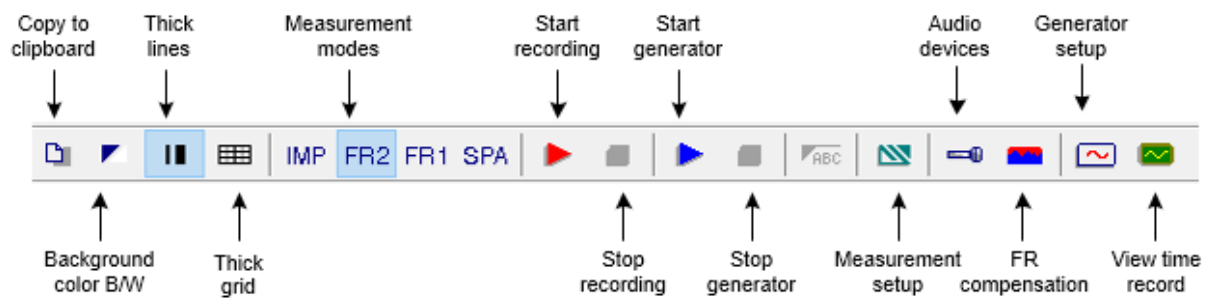 Copy to
clipboard
Thick
lines
Measurement
modes
Start
recording
Start
generator
Audio
devices
Generator
setup
IMP FR2 FR1 SPA
ABC
Background
color B/W
Thick
grid
Stop
recording
Stop
generator
Measurement
setup
FR
compensation
View time
record